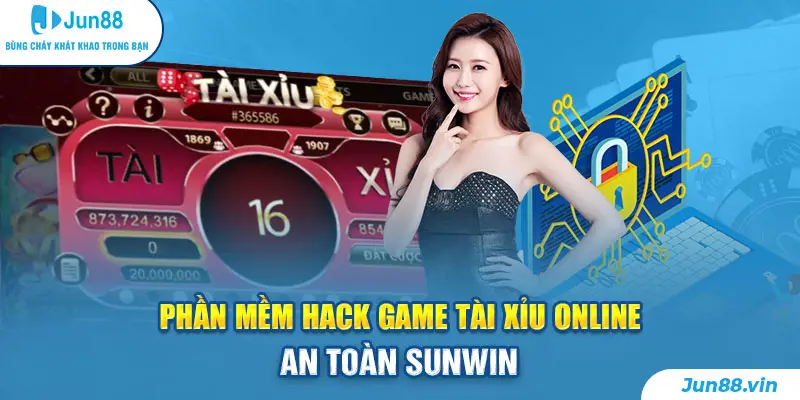 Jun88
BÙNG CHÁY KHÁT KHAO TRONG BẠN
ALL
GAME
TÀI XỈU
#365586
1869
1907
TÀI
16
XỈ
873,724,316
854
0
ĐẶT CƯỢC
20,000,000
PHẦN MỀM HACK GAME TÀI XỈU ONLINE
AN TOÀN SUNWIN
Jun88.vin